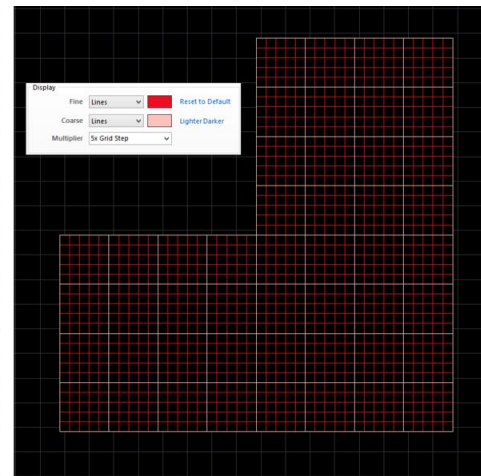 Display
Fine Lines Reset to Default
Coarse Lines Lighter Darker
Multiplier 5x Grid Step